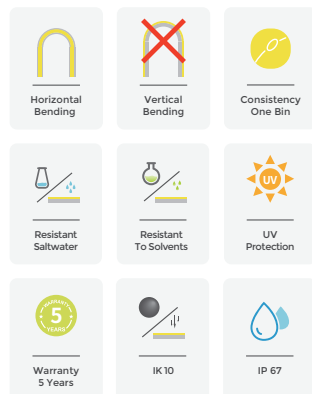 Horizontal
Bending
Vertical
Bending
Consistency
One Bin
Resistant
Saltwater
Resistant
To Solvents
UV
UV
Protection
WARRANTY
5
YEARS
Warranty
5 Years
IK 10
IP 67